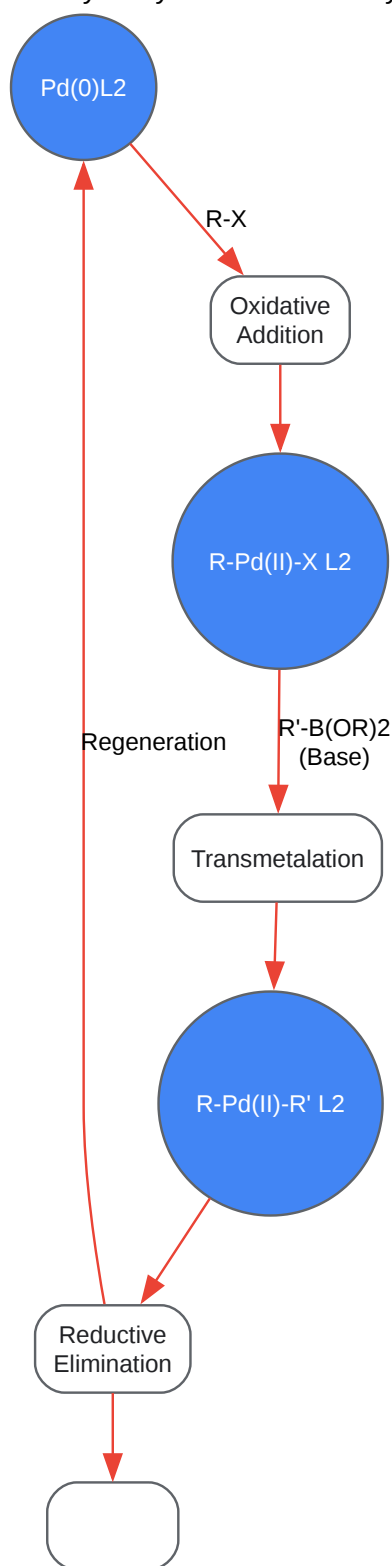 Pd(0)L2
R-X
Oxidative
Addition
R-Pd(II)-X L2
Regeneration
R'-B(OR)2
(Base)
Transmetalation
R-Pd(II)-R' L2
Reductive
Elimination